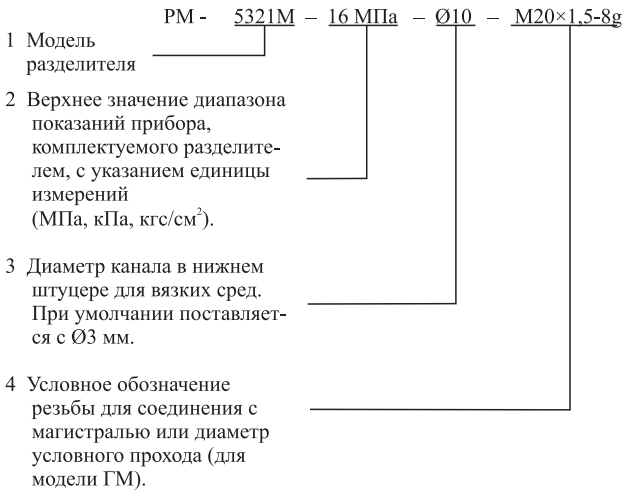 РМ - 5321М – 16 МПа – Ø10 – М20×1,5-8g
1 Модель
разделителя
2 Верхнее значение диапазона
показаний прибора,
комплектуемого разделите-
лем, с указанием единицы
измерений
(МПа, кПа, кгс/см²).
3 Диаметр канала в нижнем
штуцере для вязких сред.
При умолчании поставляет-
ся с Ø3 мм.
4 Условное обозначение
резьбы для соединения с
магистралью или диаметр
условного прохода (для
модели ГМ).